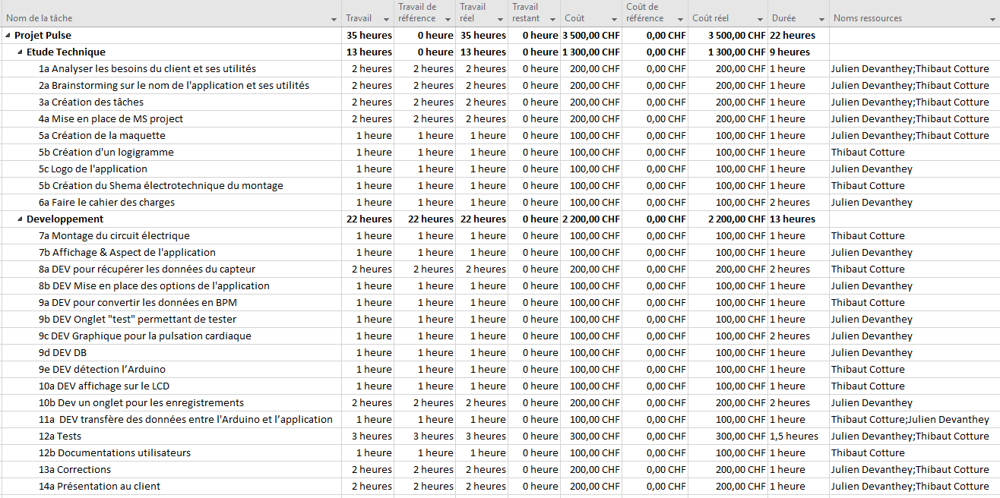 Nom de la tâche Travail Travail de référence Travail réel Travail restant Coût Coût de référence Coût réel Durée Noms ressources
Projet Pulse 35 heures 0 heure 35 heures 0 heure 3 500,00 CHF 0,00 CHF 3 500,00 CHF 22 heures
Etude Technique 13 heures 0 heure 13 heures 0 heure 1 300,00 CHF 0,00 CHF 1 300,00 CHF 9 heures
1a Analyser les besoins du client et ses utilités 2 heures 2 heures 2 heures 0 heure 200,00 CHF 0,00 CHF 200,00 CHF 1 heure Julien Devanthey;Thibaut Cotture
2a Brainstorming sur le nom de l'application et ses utilités 2 heures 2 heures 2 heures 0 heure 200,00 CHF 0,00 CHF 200,00 CHF 1 heure Julien Devanthey;Thibaut Cotture
3a Création des tâches 2 heures 2 heures 2 heures 0 heure 200,00 CHF 0,00 CHF 200,00 CHF 1 heure Julien Devanthey;Thibaut Cotture
4a Mise en place de MS project 2 heures 2 heures 2 heures 0 heure 200,00 CHF 0,00 CHF 200,00 CHF 1 heure Julien Devanthey;Thibaut Cotture
5a Création de la maquette 1 heure 1 heure 1 heure 0 heure 100,00 CHF 0,00 CHF 100,00 CHF 1 heure Julien Devanthey;Thibaut Cotture
5b Création d'un logigramme 1 heure 1 heure 1 heure 0 heure 100,00 CHF 0,00 CHF 100,00 CHF 1 heure Thibaut Cotture
5c Logo de l'application 1 heure 1 heure 1 heure 0 heure 100,00 CHF 0,00 CHF 100,00 CHF 1 heure Julien Devanthey
5b Création du Shema électrotechnique du montage 1 heure 1 heure 1 heure 0 heure 100,00 CHF 0,00 CHF 100,00 CHF 1 heure Thibaut Cotture
6a Faire le cahier des charges 1 heure 1 heure 1 heure 0 heure 100,00 CHF 0,00 CHF 100,00 CHF 2 heures Julien Devanthey
Developpement 22 heures 22 heures 22 heures 0 heure 2 200,00 CHF 0,00 CHF 2 200,00 CHF 13 heures
7a Montage du circuit électrique 1 heure 1 heure 1 heure 0 heure 100,00 CHF 0,00 CHF 100,00 CHF 1 heure Thibaut Cotture
7b Affichage & Aspect de l'application 1 heure 1 heure 1 heure 0 heure 100,00 CHF 0,00 CHF 100,00 CHF 1 heure Julien Devanthey
8a DEV pour récupérer les données du capteur 2 heures 2 heures 2 heures 0 heure 200,00 CHF 0,00 CHF 200,00 CHF 2 heures Thibaut Cotture
8b DEV Mise en place des options de l'application 1 heure 1 heure 1 heure 0 heure 100,00 CHF 0,00 CHF 100,00 CHF 1 heure Julien Devanthey
9a DEV pour convertir les données en BPM 1 heure 1 heure 1 heure 0 heure 100,00 CHF 0,00 CHF 100,00 CHF 1 heure Thibaut Cotture
9b DEV Onglet "test" permettant de tester 1 heure 1 heure 1 heure 0 heure 100,00 CHF 0,00 CHF 100,00 CHF 1 heure Julien Devanthey
9c DEV Graphique pour la pulsation cardiaque 1 heure 1 heure 1 heure 0 heure 100,00 CHF 0,00 CHF 100,00 CHF 2 heures Julien Devanthey
9d DEV DB 1 heure 1 heure 1 heure 0 heure 100,00 CHF 0,00 CHF 100,00 CHF 1 heure Julien Devanthey
9e DEV détection l’Arduino 1 heure 1 heure 1 heure 0 heure 100,00 CHF 0,00 CHF 100,00 CHF 1 heure Thibaut Cotture
10a DEV affichage sur le LCD 1 heure 1 heure 1 heure 0 heure 100,00 CHF 0,00 CHF 100,00 CHF 1 heure Thibaut Cotture
10b Dev un onglet pour les enregistrements 2 heures 2 heures 2 heures 0 heure 200,00 CHF 0,00 CHF 200,00 CHF 2 heures Julien Devanthey
11a DEV transfère des données entre l'Arduino et l’application 1 heure 1 heure 1 heure 0 heure 100,00 CHF 0,00 CHF 100,00 CHF 1 heure Thibaut Cotture;Julien Devanthey
12a Tests 3 heures 3 heures 3 heures 0 heure 300,00 CHF 0,00 CHF 300,00 CHF 1,5 heures Julien Devanthey;Thibaut Cotture
12b Documentations utilisateurs 1 heure 1 heure 1 heure 0 heure 100,00 CHF 0,00 CHF 100,00 CHF 1 heure Thibaut Cotture
13a Corrections 2 heures 2 heures 2 heures 0 heure 200,00 CHF 0,00 CHF 200,00 CHF 1 heure Julien Devanthey;Thibaut Cotture
14a Présentation au client 2 heures 2 heures 2 heures 0 heure 200,00 CHF 0,00 CHF 200,00 CHF 1 heure Julien Devanthey;Thibaut Cotture